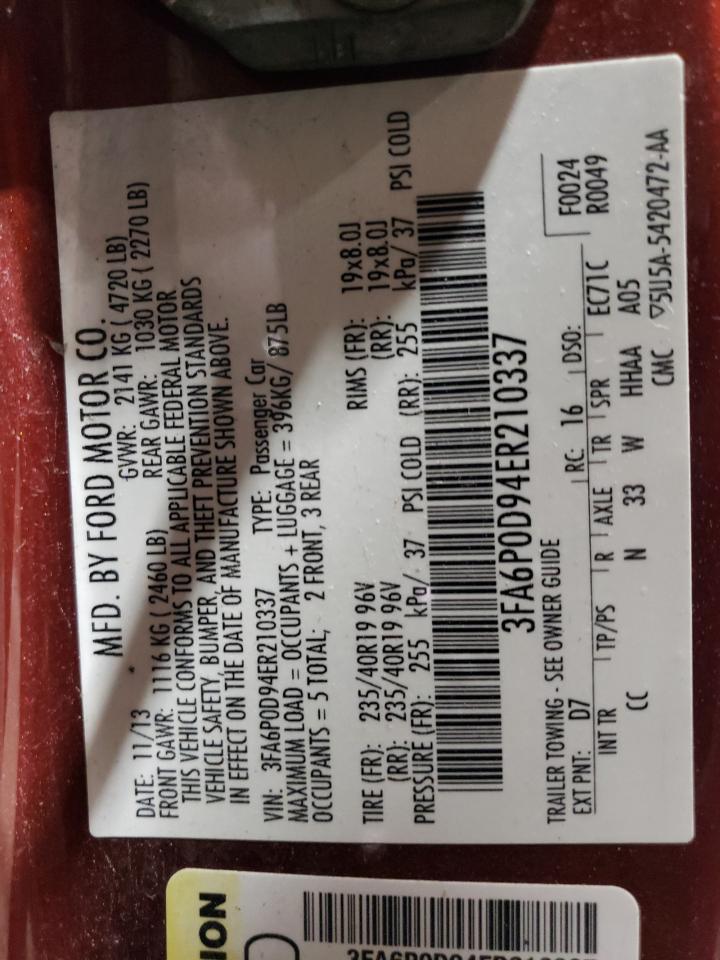 MFD. BY FORD MOTOR CO.
DATE: 11/13 GVWR: 2141 KG ( 4720 LB)
FRONT GAWR: 1116 KG ( 2460 LB) REAR GAWR: 1030 KG ( 2270 LB)
THIS VEHICLE CONFORMS TO ALL APPLICABLE FEDERAL MOTOR
VEHICLE SAFETY, BUMPER, AND THEFT PREVENTION STANDARDS
IN EFFECT ON THE DATE OF MANUFACTURE SHOWN ABOVE.
VIN: 3FA6P0D94ER210337 TYPE: Passenger Car
MAXIMUM LOAD = OCCUPANTS + LUGGAGE = 396KG/ 875LB
OCCUPANTS = 5 TOTAL; 2 FRONT, 3 REAR
TIRE (FR): 235/40R19 96V RIMS (FR): 19x8.0J
(RR): 235/40R19 96V (RR): 19x8.0J
PRESSURE (FR): 255 kPa/ 37 PSI COLD (RR): 255 kPa/ 37 PSI COLD
3FA6P0D94ER210337
TRAILER TOWING - SEE OWNER GUIDE F0024
EXT PNT: D7 RC: 16 DSO: R0049
INT TR TP/PS R AXLE TR SPR EC71C
CC N 33 W HHAA A05
CMC ▽5U5A-5420472-AA
ION